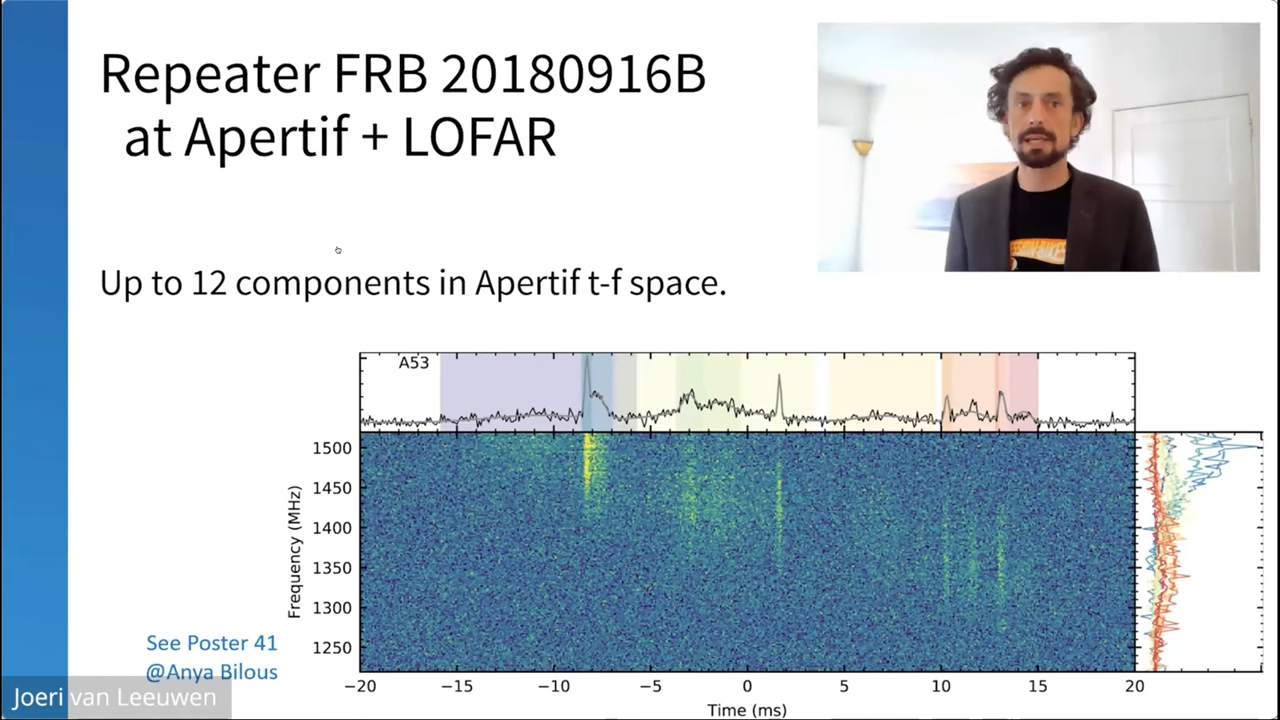 Repeater FRB 20180916B
at Apertif + LOFAR
Up to 12 components in Apertif t-f space.
A53
1500
1450
1400
1350
1300
1250
Frequency (MHz)
See Poster 41
@Anya Bilous
Joeri van Leeuwen
−20 −15 −10 −5 0 5 10 15 20
Time (ms)